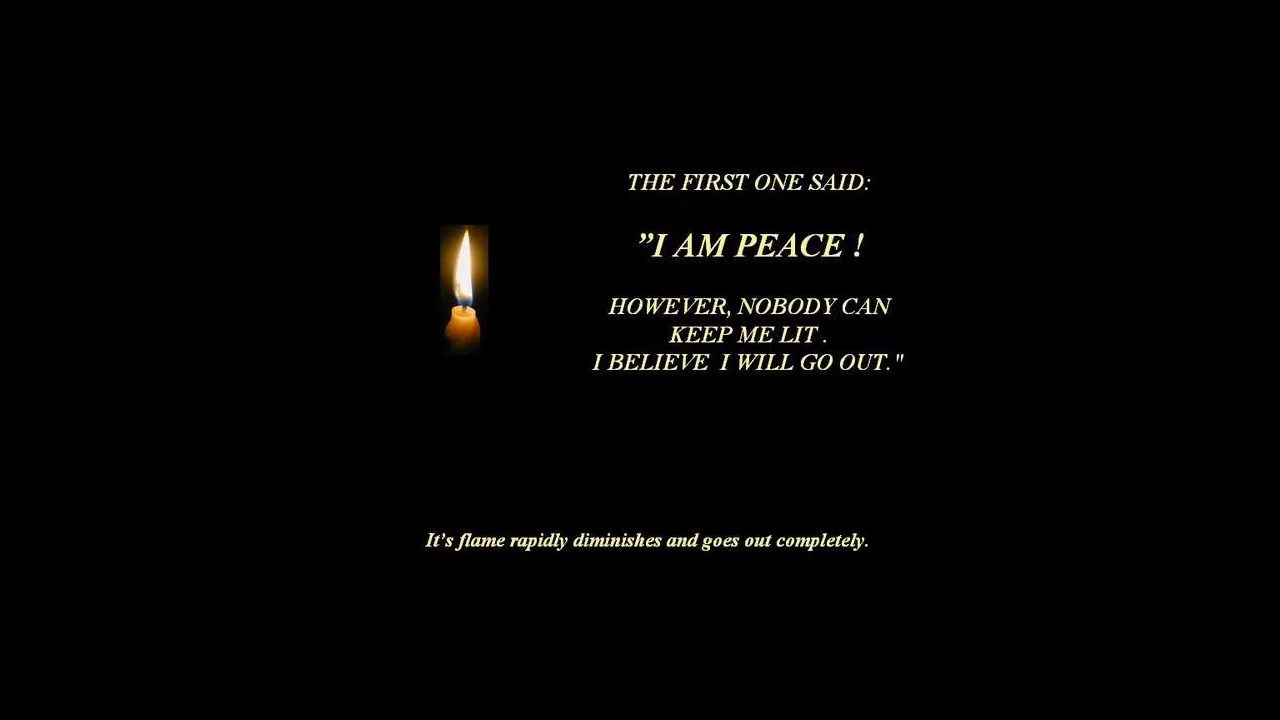 THE FIRST ONE SAID:
”I AM PEACE !
HOWEVER, NOBODY CAN
KEEP ME LIT .
I BELIEVE  I WILL GO OUT."
It’s flame rapidly diminishes and goes out completely.